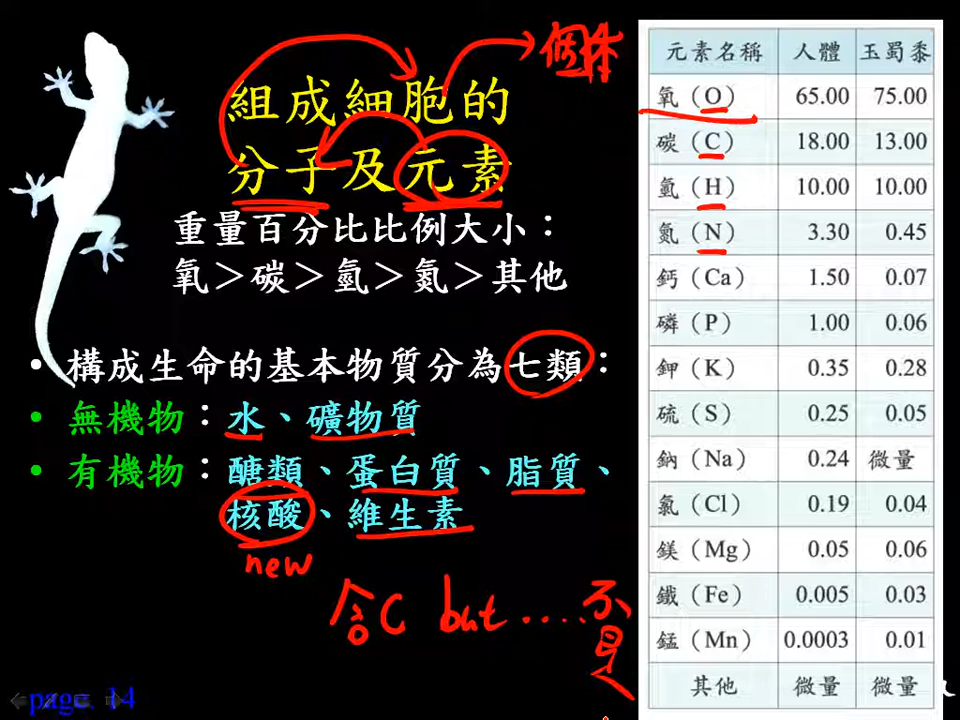 個體
組成細胞的
分子及元素
重量百分比比例大小：
氧＞碳＞氫＞氮＞其他
• 構成生命的基本物質分為七類：
• 無機物：水、礦物質
• 有機物：醣類、蛋白質、脂質、
核酸、維生素
new
含C but....不是
page. 14
元素名稱 人體 玉蜀黍
氧（O） 65.00 75.00
碳（C） 18.00 13.00
氫（H） 10.00 10.00
氮（N） 3.30 0.45
鈣（Ca） 1.50 0.07
磷（P） 1.00 0.06
鉀（K） 0.35 0.28
硫（S） 0.25 0.05
鈉（Na） 0.24 微量
氯（Cl） 0.19 0.04
鎂（Mg） 0.05 0.06
鐵（Fe） 0.005 0.03
錳（Mn） 0.0003 0.01
其他 微量 微量